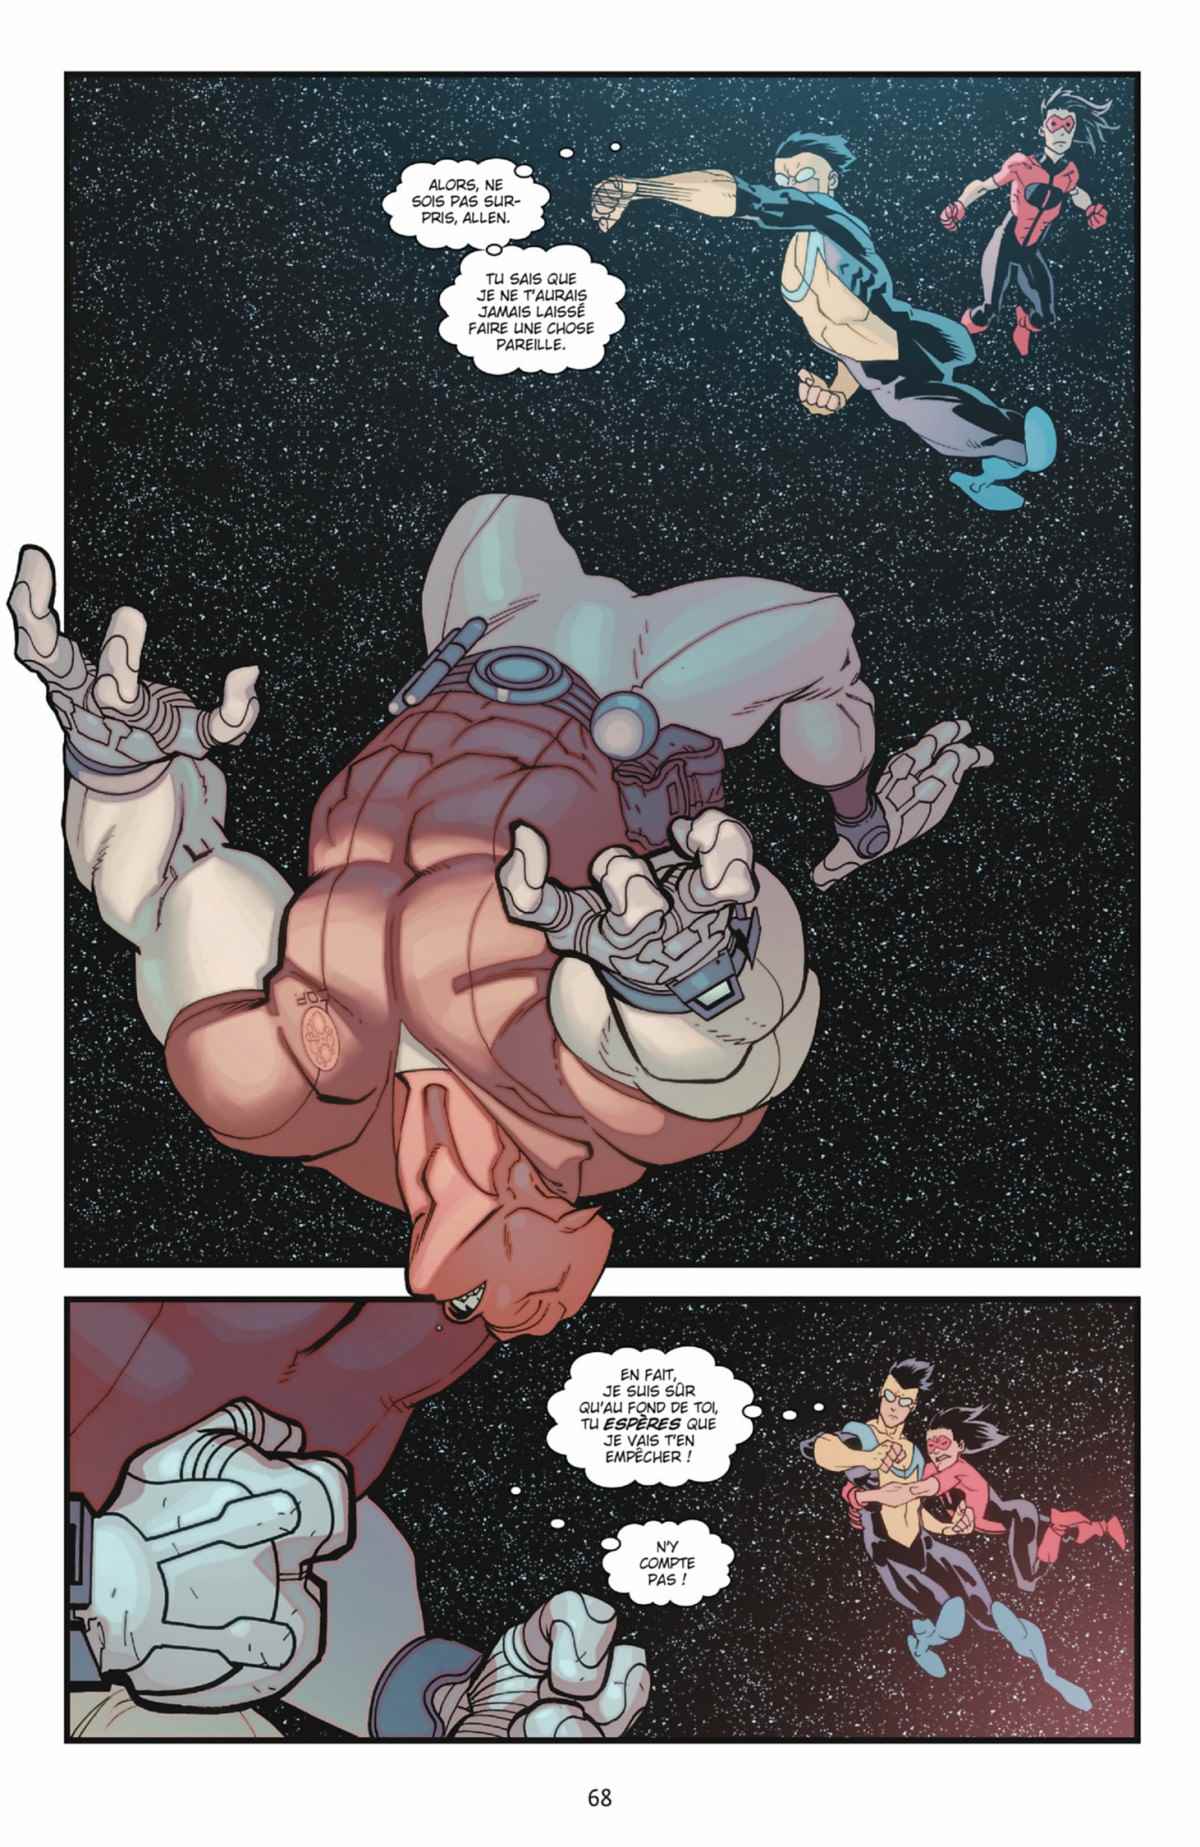 ALORS, NE
SOIS PAS SUR-
PRIS, ALLEN.
TU SAIS QUE
JE NE T'AURAIS
JAMAIS LAISSÉ
FAIRE UNE CHOSE
PAREILLE.
EN FAIT,
JE SUIS SÛR
QU'AU FOND DE TOI,
TU ESPÈRES QUE
JE VAIS T'EN
EMPÊCHER !
N'Y
COMPTE
PAS !
68